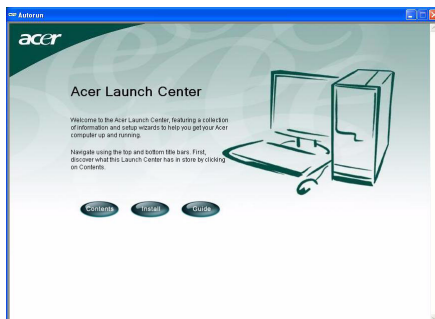 Autorun
acer
Acer Launch Center
Welcome to the Acer Launch Center, featuring a collection
of information and setup wizards to help you get your Acer
computer up and running.
Navigate using the top and bottom title bars. First,
discover what this Launch Center has in store by clicking
on Contents.
Contents Install Guide